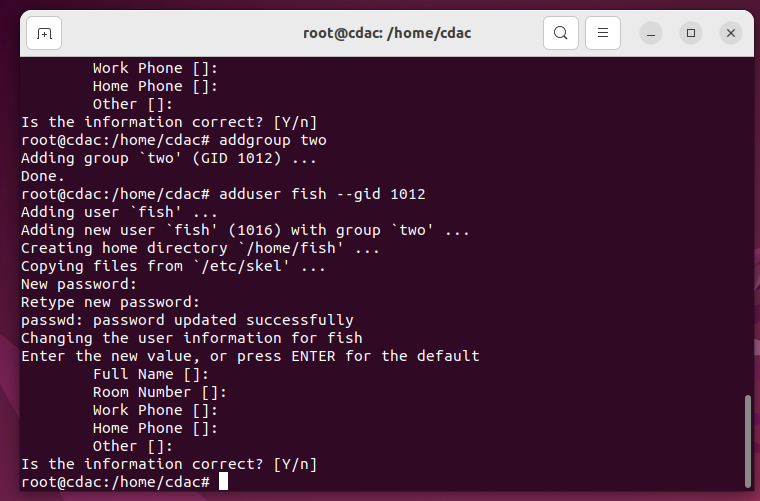 root@cdac: /home/cdac
Work Phone []:
Home Phone []:
Other []:
Is the information correct? [Y/n]
root@cdac:/home/cdac# addgroup two
Adding group `two' (GID 1012) ...
Done.
root@cdac:/home/cdac# adduser fish --gid 1012
Adding user `fish' ...
Adding new user `fish' (1016) with group `two' ...
Creating home directory `/home/fish' ...
Copying files from `/etc/skel' ...
New password:
Retype new password:
passwd: password updated successfully
Changing the user information for fish
Enter the new value, or press ENTER for the default
Full Name []:
Room Number []:
Work Phone []:
Home Phone []:
Other []:
Is the information correct? [Y/n]
root@cdac:/home/cdac#